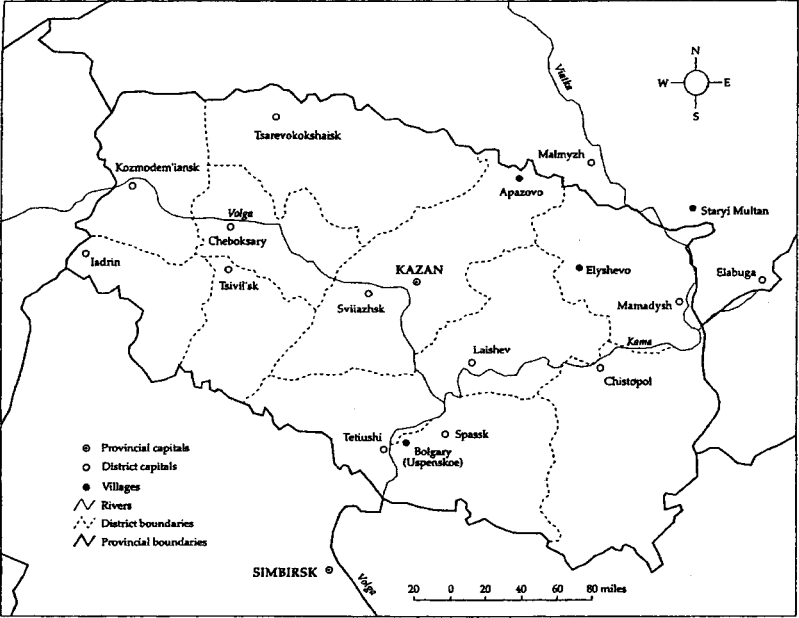 N
W E
S
Viatka
Tsarevokokshaisk
Malmyzh
Kozmodem'iansk
Apazovo
Staryi Multan
Volga
Cheboksary
Iadrin
KAZAN
Elyshevo
Elabuga
Tsivil'sk
Sviiazhsk
Mamadysh
Kama
Laishev
Chistopol
Tetiushi
Spassk
Bolgary
(Uspenskoe)
Provincial capitals
District capitals
Villages
Rivers
District boundaries
Provincial boundaries
SIMBIRSK
Volga
20 0 20 40 60 80 miles